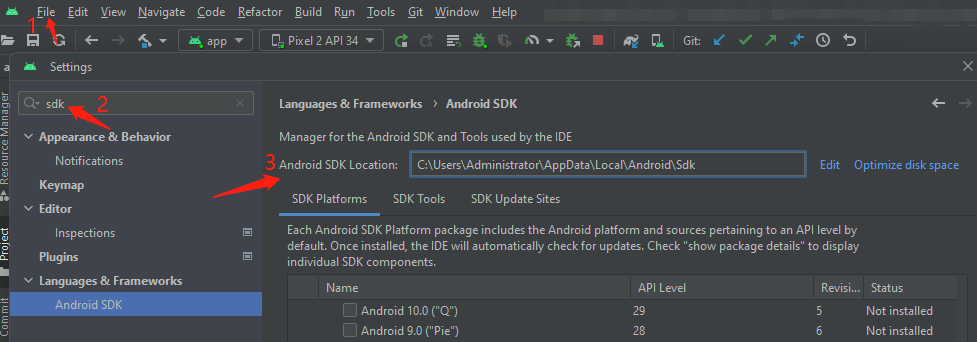 File Edit View Navigate Code Refactor Build Run Tools Git Window Help
1
app Pixel 2 API 34 Git:
Settings
sdk 2
Languages & Frameworks › Android SDK
Resource Manager
Appearance & Behavior
Manager for the Android SDK and Tools used by the IDE
Notifications
3
Android SDK Location: C:\Users\Administrator\AppData\Local\Android\Sdk Edit Optimize disk space
Keymap
SDK Platforms SDK Tools SDK Update Sites
Editor
Inspections
Project
Plugins
Each Android SDK Platform package includes the Android platform and sources pertaining to an API level by
default. Once installed, the IDE will automatically check for updates. Check "show package details" to display
individual SDK components.
Languages & Frameworks
Android SDK
Commit
Name API Level Revisi... Status
Android 10.0 ("Q") 29 5 Not installed
Android 9.0 ("Pie") 28 6 Not installed